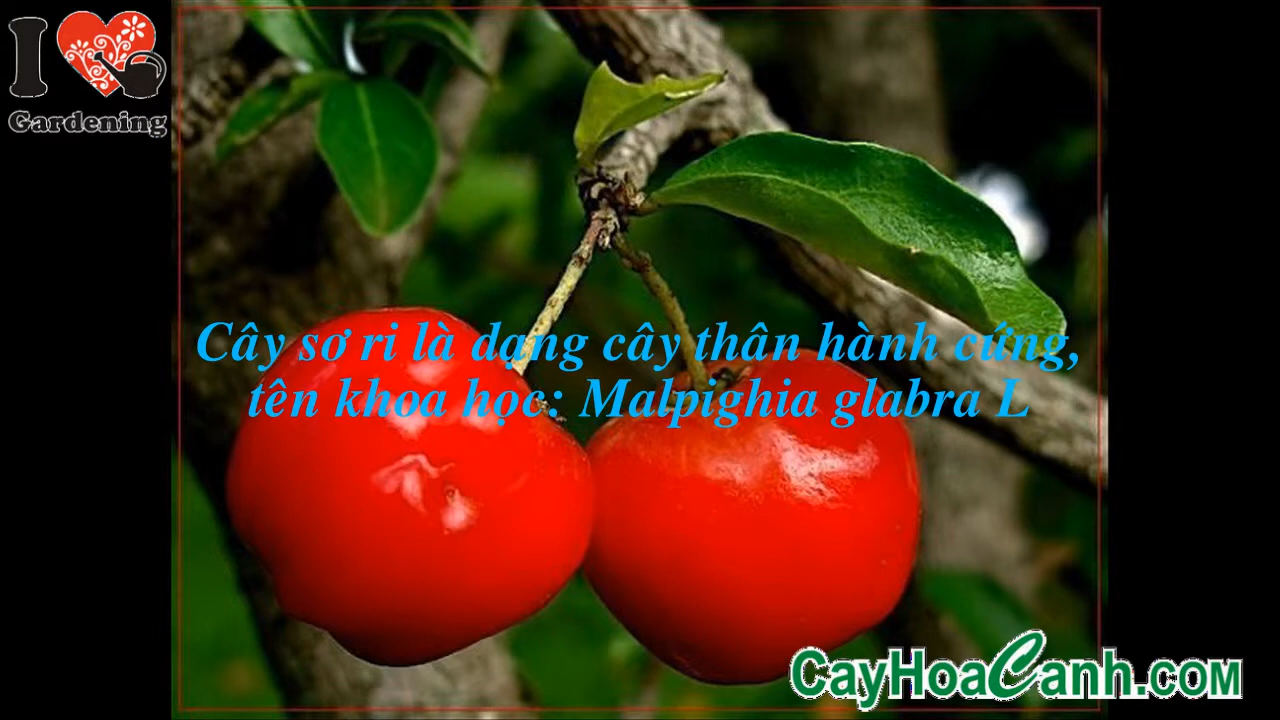 I
Gardening
Cây sơ ri là dạng cây thân hành cứng,
tên khoa học: Malpighia glabra L
CayHoaCanh.com